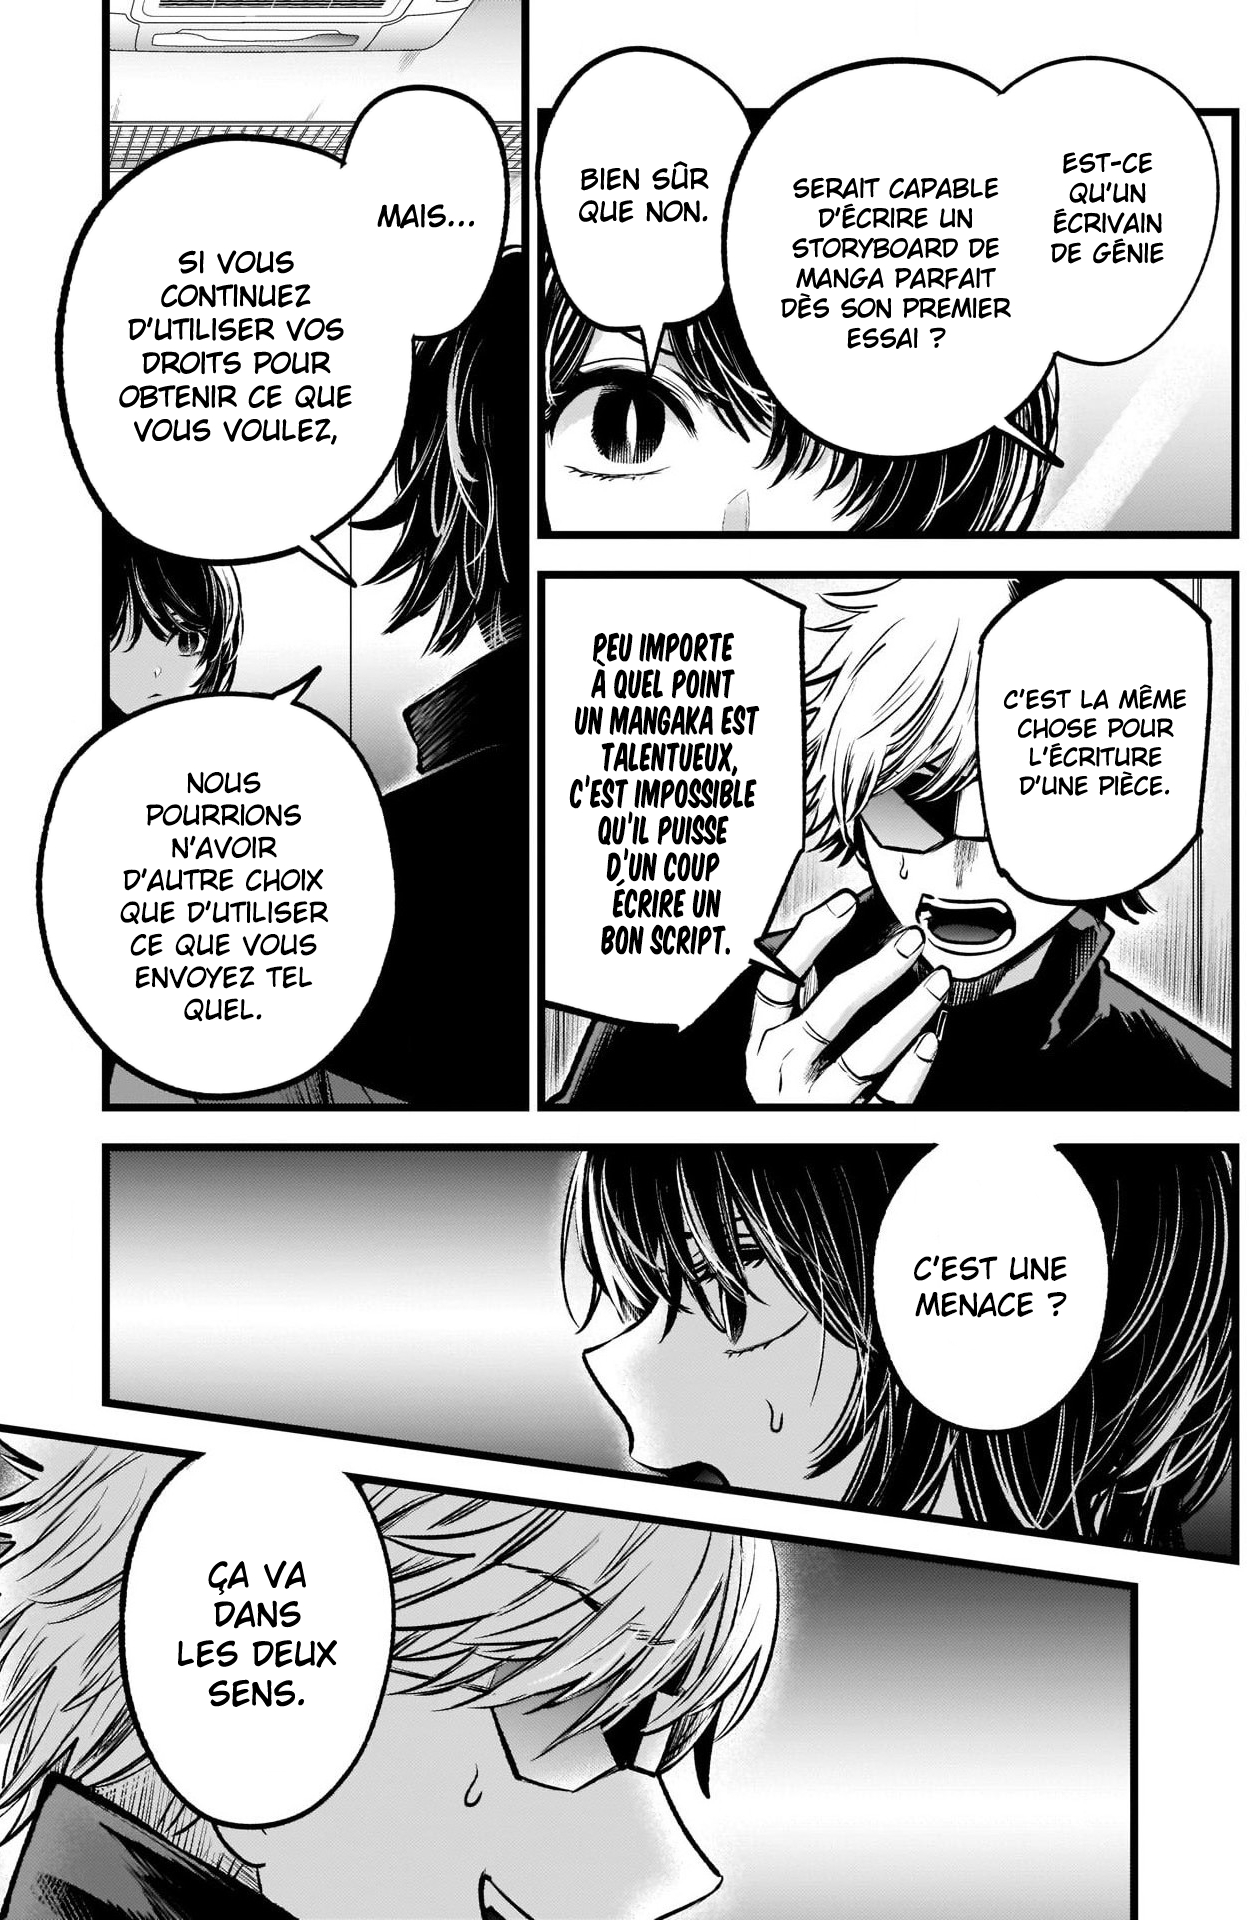 EST-CE
QU'UN
ÉCRIVAIN
DE GÉNIE
SERAIT CAPABLE
D'ÉCRIRE UN
STORYBOARD DE
MANGA PARFAIT
DÈS SON PREMIER
ESSAI ?
BIEN SÛR
QUE NON.
C'EST LA MÊME
CHOSE POUR
L'ÉCRITURE
D'UNE PIÈCE.
PEU IMPORTE
À QUEL POINT
UN MANGAKA EST
TALENTUEUX,
C'EST IMPOSSIBLE
QU'IL PUISSE
D'UN COUP
ÉCRIRE UN
BON SCRIPT.
MAIS...
SI VOUS
CONTINUEZ
D'UTILISER VOS
DROITS POUR
OBTENIR CE QUE
VOUS VOULEZ,
NOUS
POURRIONS
N'AVOIR
D'AUTRE CHOIX
QUE D'UTILISER
CE QUE VOUS
ENVOYEZ TEL
QUEL.
C'EST UNE
MENACE ?
ÇA VA
DANS
LES DEUX
SENS.